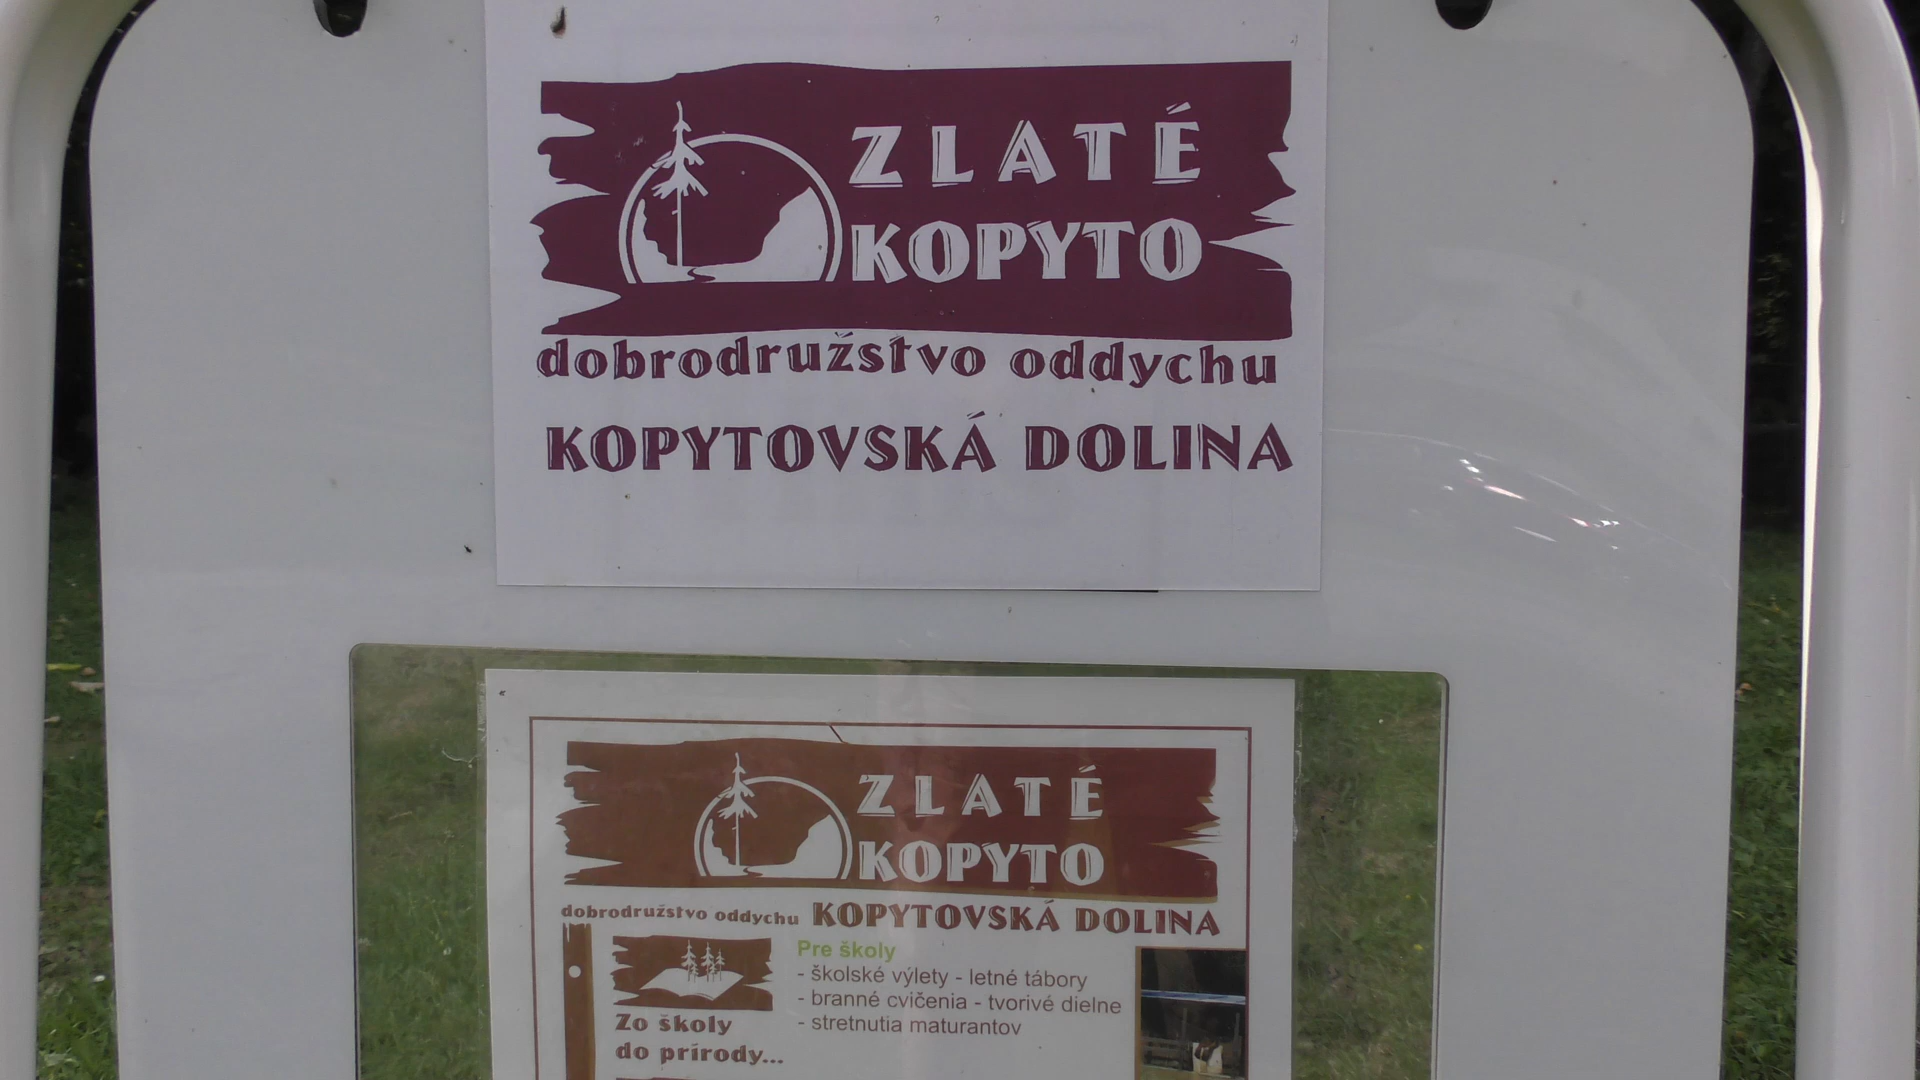 ZLATÉ
KOPYTO
dobrodružstvo oddychu
KOPYTOVSKÁ DOLINA
ZLATÉ
KOPYTO
dobrodružstvo oddychu KOPYTOVSKÁ DOLINA
Pre školy
- školské výlety - letné tábory
- branné cvičenia - tvorivé dielne
- stretnutia maturantov
Zo školy
do prírody...